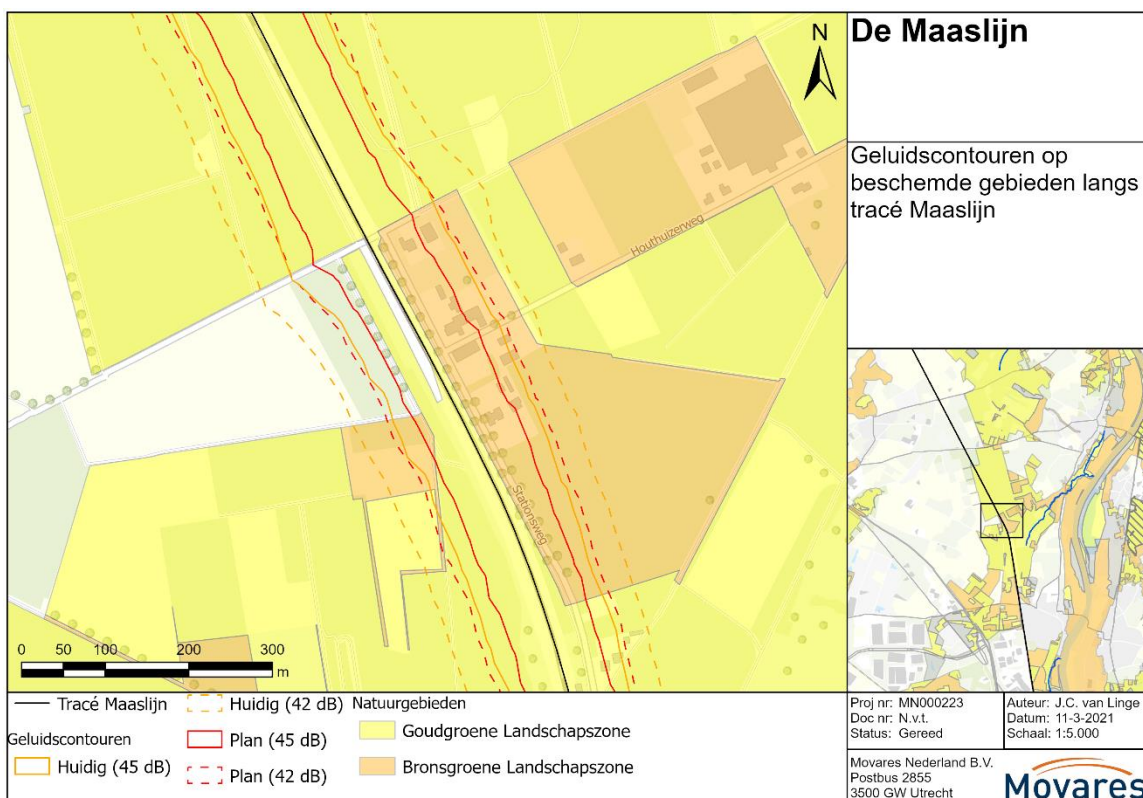 De Maaslijn
Geluidscontouren op
beschemde gebieden langs
tracé Maaslijn
N
Houthuizerweg
Stationsweg
0 50 100 200 300
m
Tracé Maaslijn
Geluidscontouren
Huidig (45 dB)
Huidig (42 dB)
Plan (45 dB)
Plan (42 dB)
Natuurgebieden
Goudgroene Landschapszone
Bronsgroene Landschapszone
Proj nr: MN000223
Doc nr: N.v.t.
Status: Gereed
Auteur: J.C. van Linge
Datum: 11-3-2021
Schaal: 1:5.000
Movares Nederland B.V.
Postbus 2855
3500 GW Utrecht
Movares